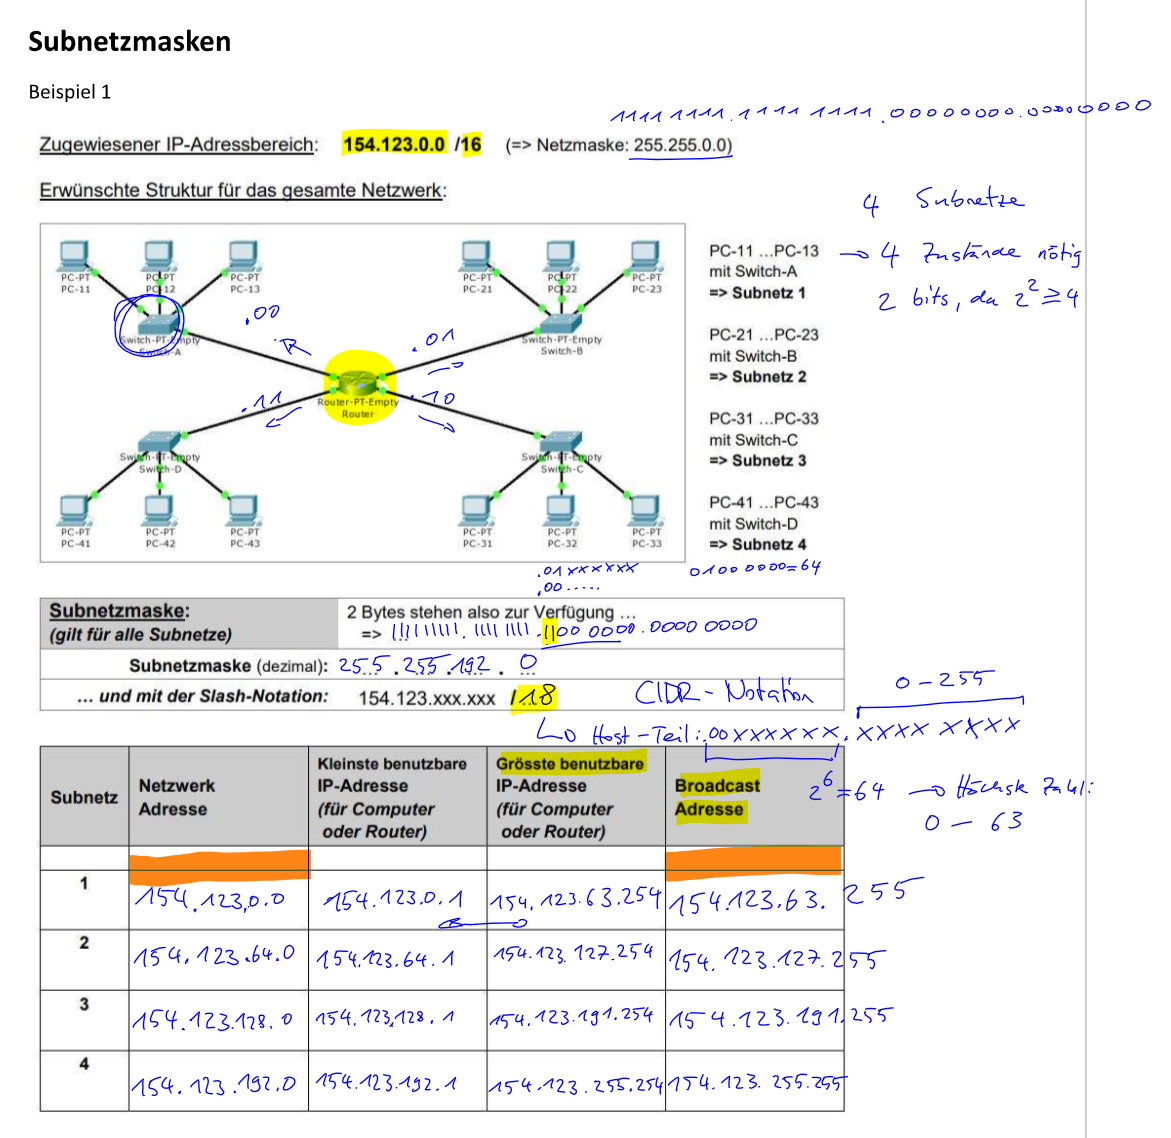 Subnetzmasken
Beispiel 1
1111 1111.1111 1111.00000000.00000000
Zugewiesener IP-Adressbereich: 154.123.0.0 /16 (=> Netzmaske: 255.255.0.0)
Erwünschte Struktur für das gesamte Netzwerk:
4 Subnetze
→ 4 Zustände nötig
2 bits, da 2² ≥ 4
PC-PT
PC-11
PC-PT
PC-12
PC-PT
PC-13
PC-PT
PC-21
PC-PT
PC-22
PC-PT
PC-23
Switch-PT-Empty
Switch-A
Switch-PT-Empty
Switch-B
.00
.01
.11
.10
Router-PT-Empty
Router
Switch-PT-Empty
Switch-D
Switch-PT-Empty
Switch-C
PC-PT
PC-41
PC-PT
PC-42
PC-PT
PC-43
PC-PT
PC-31
PC-PT
PC-32
PC-PT
PC-33
PC-11 ...PC-13
mit Switch-A
=> Subnetz 1
PC-21 ...PC-23
mit Switch-B
=> Subnetz 2
PC-31 ...PC-33
mit Switch-C
=> Subnetz 3
PC-41 ...PC-43
mit Switch-D
=> Subnetz 4
.01xxxxxx 0100 0000=64
.00.....
Subnetzmaske:
(gilt für alle Subnetze)
2 Bytes stehen also zur Verfügung ...
=> 11111111.1111 1111.1100 0000.0000 0000
Subnetzmaske (dezimal): 255.255.192.0
... und mit der Slash-Notation: 154.123.xxx.xxx /18
CIDR-Notation
0-255
↳ Host-Teil: .00xxxxxx.xxxx xxxx
2⁶=64 → Höchste Zahl:
0 - 63
Subnetz
Netzwerk
Adresse
Kleinste benutzbare
IP-Adresse
(für Computer
oder Router)
Grösste benutzbare
IP-Adresse
(für Computer
oder Router)
Broadcast
Adresse
1 154.123.0.0 154.123.0.1 154.123.63.254 154.123.63.255
2 154.123.64.0 154.123.64.1 154.123.127.254 154.123.127.255
3 154.123.128.0 154.123.128.1 154.123.191.254 154.123.191.255
4 154.123.192.0 154.123.192.1 154.123.255.254 154.123.255.255